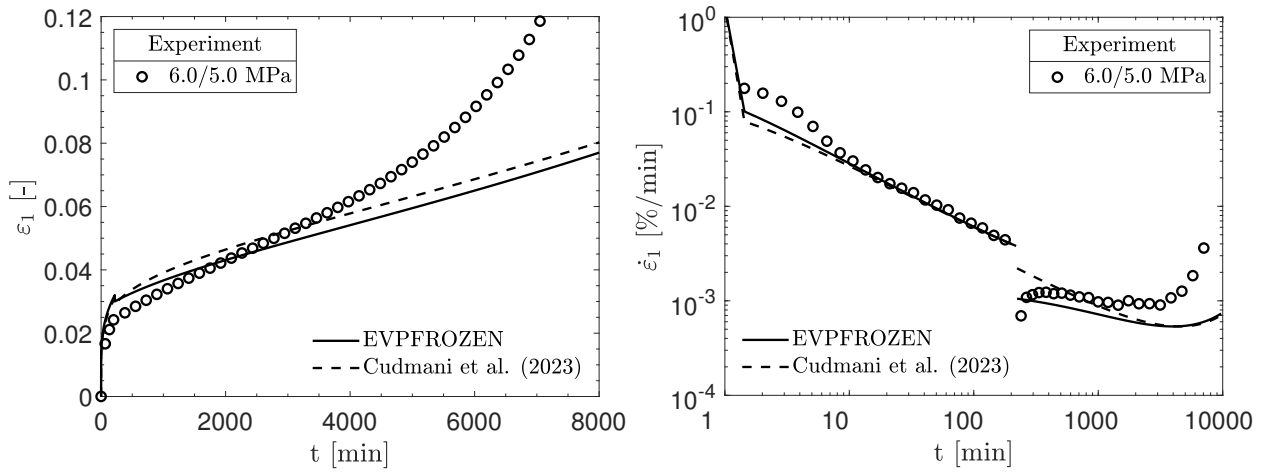 0.12
0.1
0.08
0.06
0.04
0.02
0
ε₁ [-]
Experiment
6.0/5.0 MPa
EVPFROZEN
Cudmani et al. (2023)
0 2000 4000 6000 8000
t [min]
10⁰
10⁻¹
10⁻²
10⁻³
10⁻⁴
ε̇₁ [%/min]
Experiment
6.0/5.0 MPa
EVPFROZEN
Cudmani et al. (2023)
1 10 100 1000 10000
t [min]